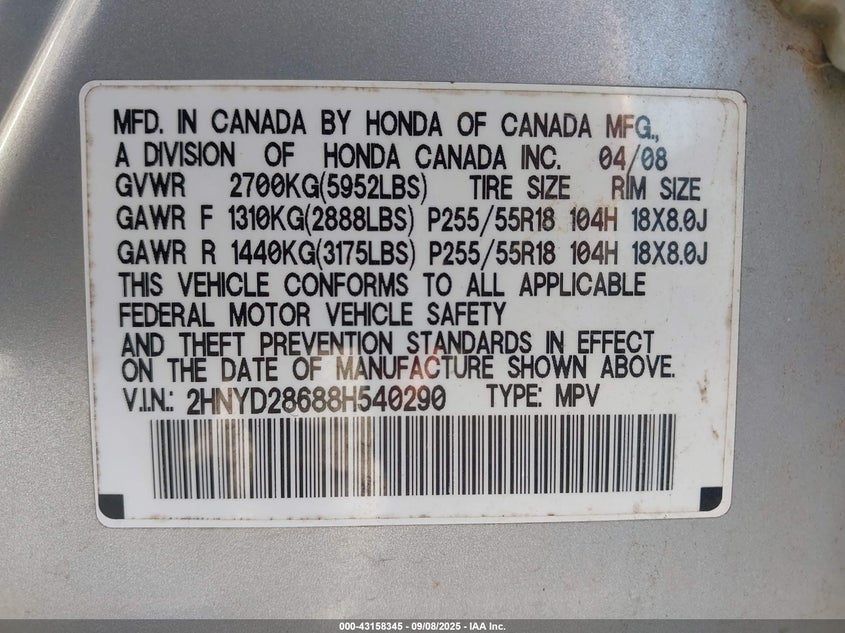 MFD. IN CANADA BY HONDA OF CANADA MFG.,
A DIVISION OF HONDA CANADA INC. 04/08
GVWR 2700KG(5952LBS) TIRE SIZE RIM SIZE
GAWR F 1310KG(2888LBS) P255/55R18 104H 18X8.0J
GAWR R 1440KG(3175LBS) P255/55R18 104H 18X8.0J
THIS VEHICLE CONFORMS TO ALL APPLICABLE
FEDERAL MOTOR VEHICLE SAFETY
AND THEFT PREVENTION STANDARDS IN EFFECT
ON THE DATE OF MANUFACTURE SHOWN ABOVE.
V.I.N.: 2HNYD28688H540290 TYPE: MPV
000-43158345 - 09/08/2025 - IAA Inc.